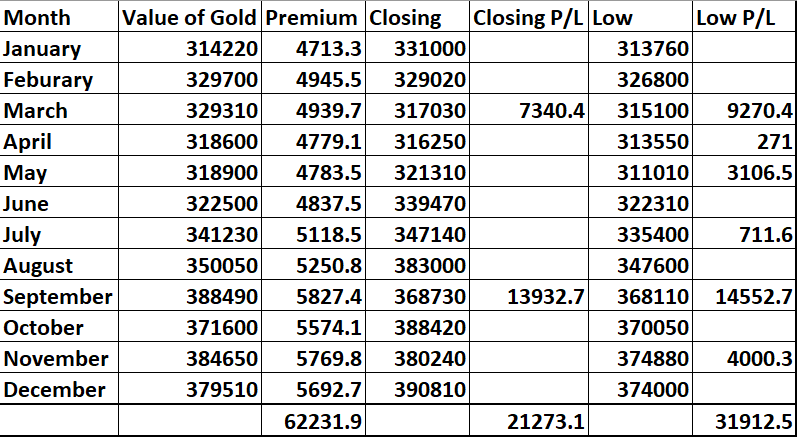 Month Value of Gold Premium Closing Closing P/L Low Low P/L
January 314220 4713.3 331000 313760
Feburary 329700 4945.5 329020 326800
March 329310 4939.7 317030 7340.4 315100 9270.4
April 318600 4779.1 316250 313550 271
May 318900 4783.5 321310 311010 3106.5
June 322500 4837.5 339470 322310
July 341230 5118.5 347140 335400 711.6
August 350050 5250.8 383000 347600
September 388490 5827.4 368730 13932.7 368110 14552.7
October 371600 5574.1 388420 370050
November 384650 5769.8 380240 374880 4000.3
December 379510 5692.7 390810 374000
62231.9 21273.1 31912.5